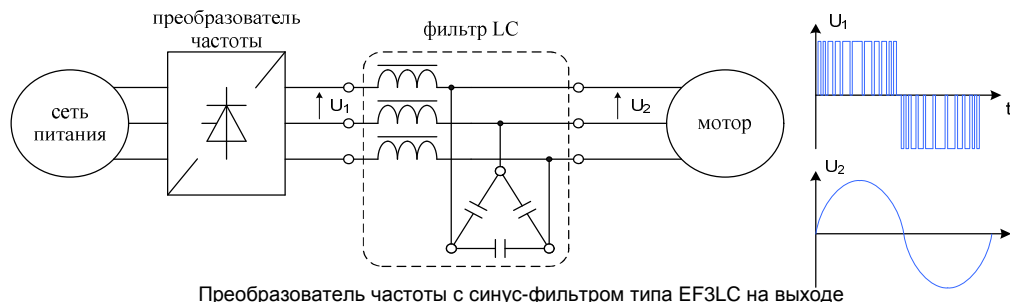 преобразователь
частоты
фильтр LC
сеть
питания
U1
U2
мотор
U1
t
U2
Преобразователь частоты с синус-фильтром типа EF3LC на выходе